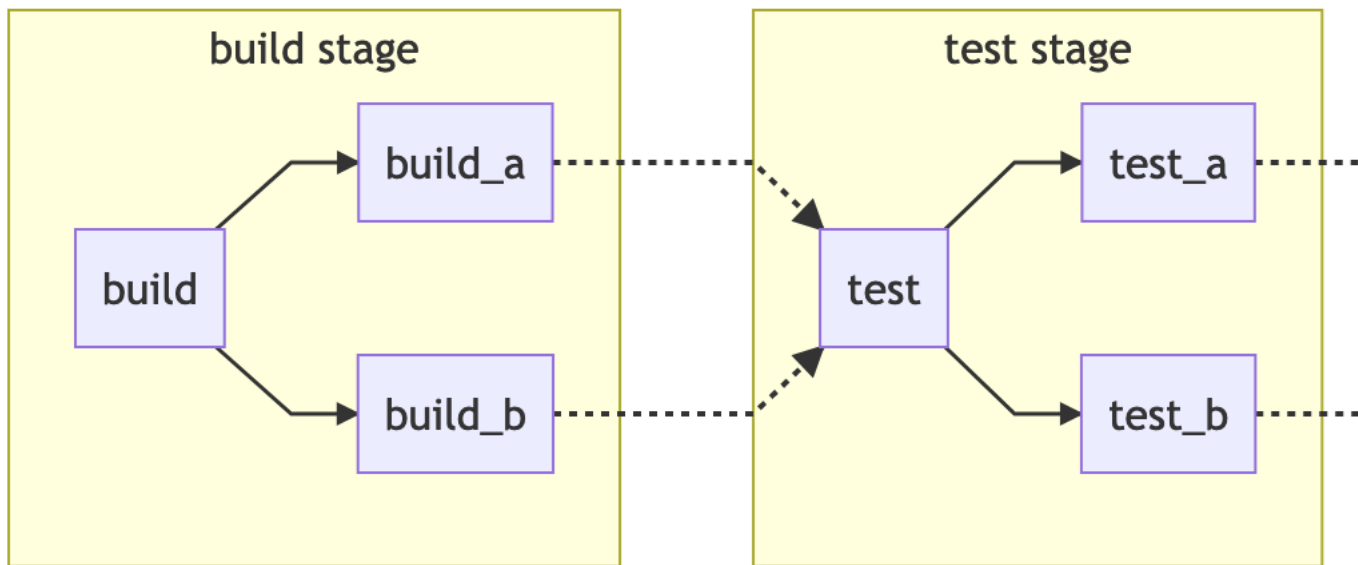 build stage
build
build_a
build_b
test stage
test
test_a
test_b